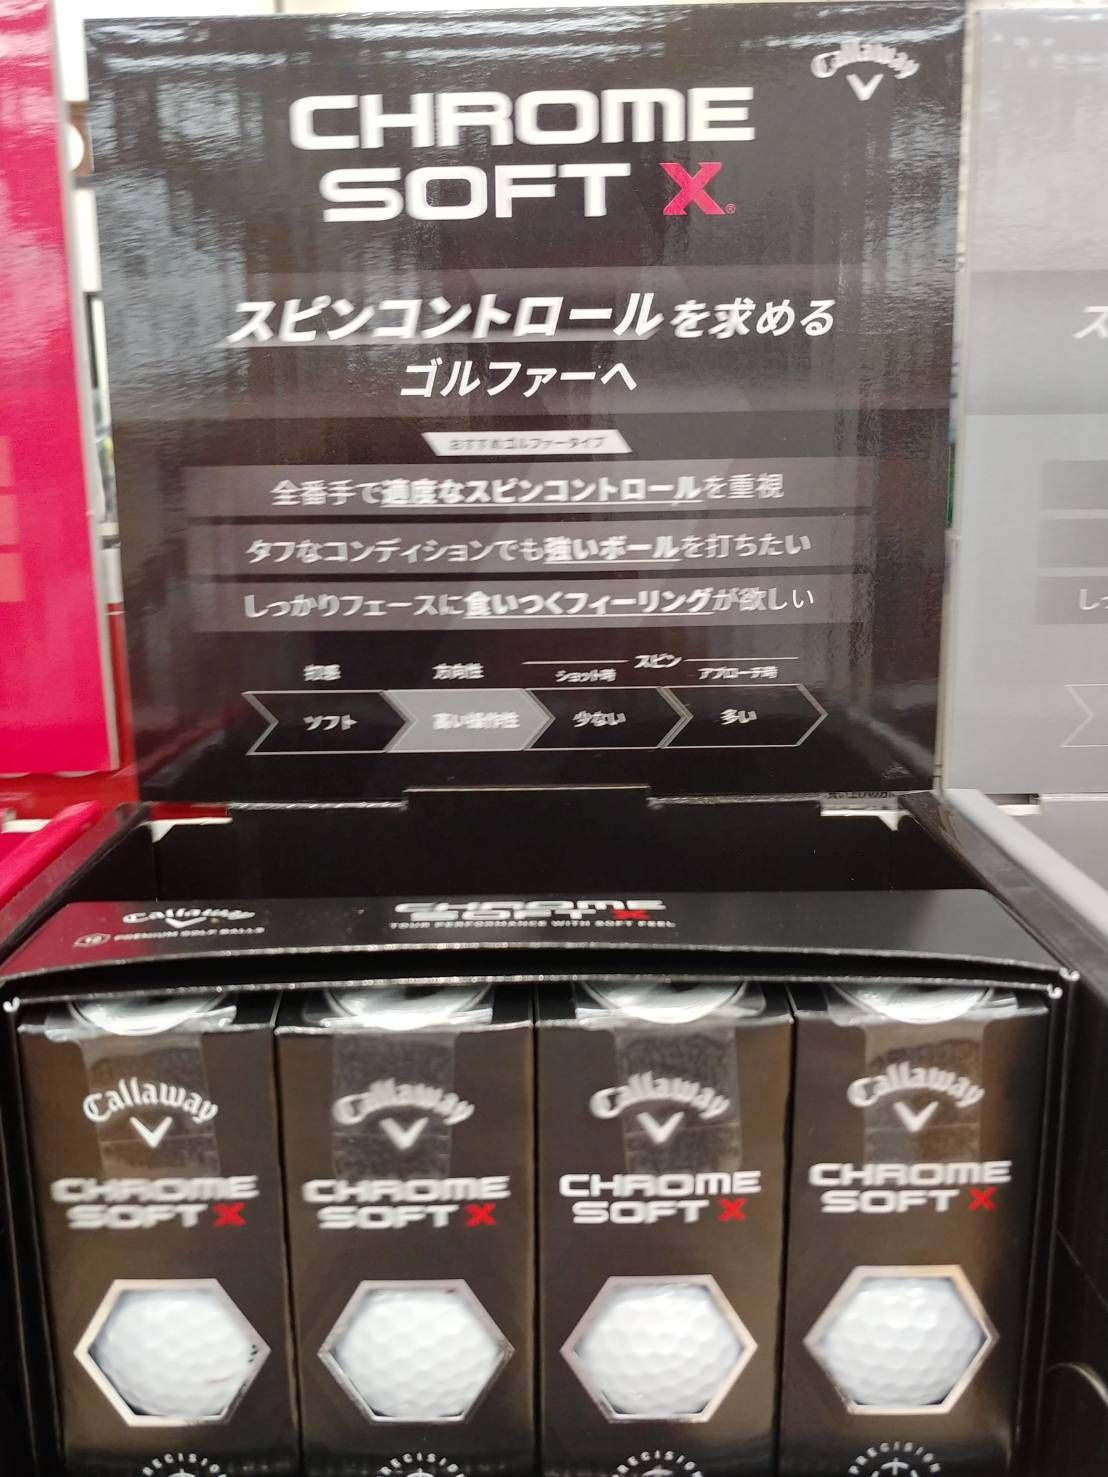 Callaway
CHROME
SOFT X®
スピンコントロールを求める
ゴルファーへ
おすすめゴルファータイプ
全番手で適度なスピンコントロールを重視
タフなコンディションでも強いボールを打ちたい
しっかりフェースに食いつくフィーリングが欲しい
打感 方向性 スピン
ショット時 アプローチ時
ソフト 高い操作性 少ない 多い
Callaway
PREMIUM GOLF BALLS
CHROME
SOFT X
TOUR PERFORMANCE WITH SOFT FEEL
Callaway
CHROME
SOFT X
Callaway
CHROME
SOFT X
Callaway
CHROME
SOFT X
Callaway
CHROME
SOFT X
PRECISION
PRECISION
PRECISION
PRECISION
ス
しっ